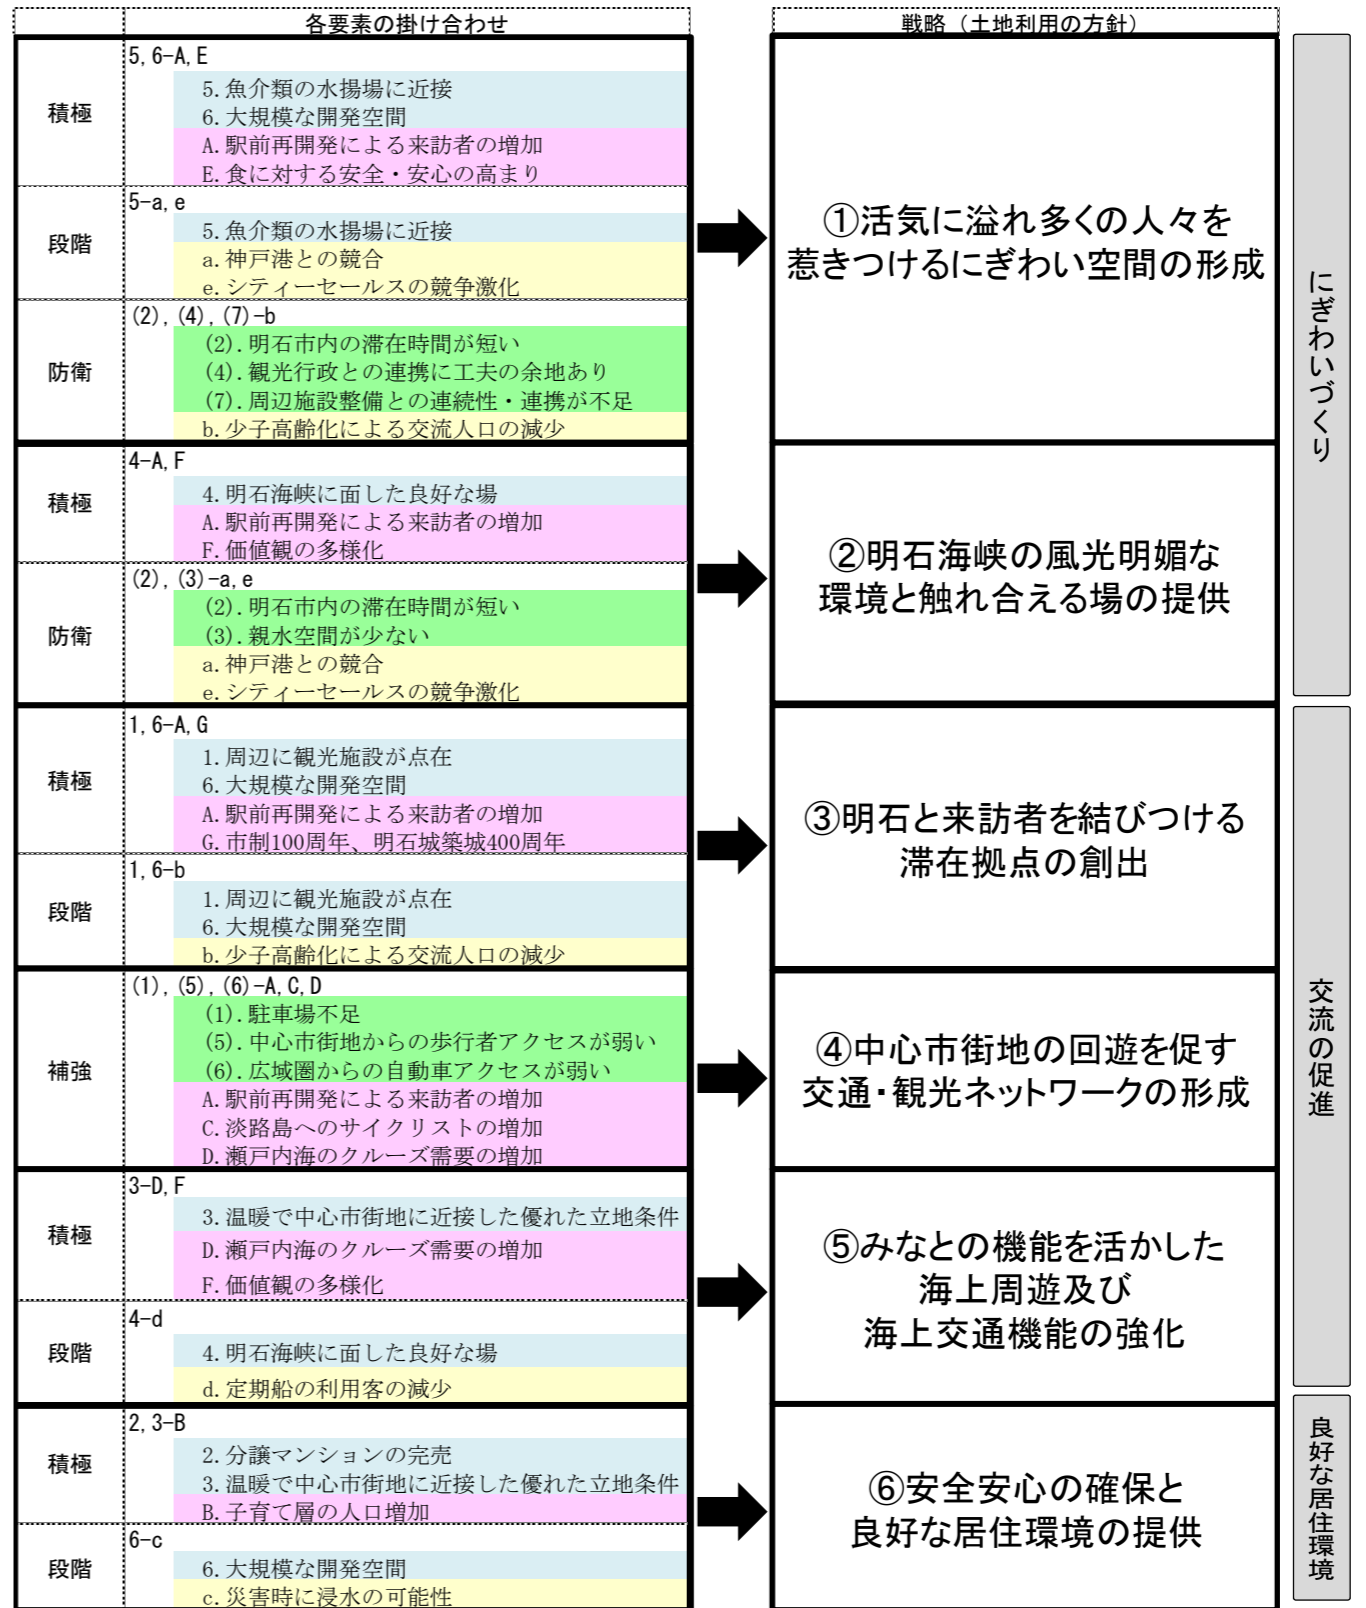 各要素の掛け合わせ
戦略（土地利用の方針）
積極
5,6-A,E
5.魚介類の水揚場に近接
6.大規模な開発空間
A.駅前再開発による来訪者の増加
E.食に対する安全・安心の高まり
段階
5-a,e
5.魚介類の水揚場に近接
a.神戸港との競合
e.シティーセールスの競争激化
防衛
(2),(4),(7)-b
(2).明石市内の滞在時間が短い
(4).観光行政との連携に工夫の余地あり
(7).周辺施設整備との連続性・連携が不足
b.少子高齢化による交流人口の減少
①活気に溢れ多くの人々を
惹きつけるにぎわい空間の形成
積極
4-A,F
4.明石海峡に面した良好な場
A.駅前再開発による来訪者の増加
F.価値観の多様化
防衛
(2),(3)-a,e
(2).明石市内の滞在時間が短い
(3).親水空間が少ない
a.神戸港との競合
e.シティーセールスの競争激化
②明石海峡の風光明媚な
環境と触れ合える場の提供
にぎわいづくり
積極
1,6-A,G
1.周辺に観光施設が点在
6.大規模な開発空間
A.駅前再開発による来訪者の増加
G.市制100周年、明石城築城400周年
段階
1,6-b
1.周辺に観光施設が点在
6.大規模な開発空間
b.少子高齢化による交流人口の減少
③明石と来訪者を結びつける
滞在拠点の創出
補強
(1),(5),(6)-A,C,D
(1).駐車場不足
(5).中心市街地からの歩行者アクセスが弱い
(6).広域圏からの自動車アクセスが弱い
A.駅前再開発による来訪者の増加
C.淡路島へのサイクリストの増加
D.瀬戸内海のクルーズ需要の増加
④中心市街地の回遊を促す
交通・観光ネットワークの形成
積極
3-D,F
3.温暖で中心市街地に近接した優れた立地条件
D.瀬戸内海のクルーズ需要の増加
F.価値観の多様化
段階
4-d
4.明石海峡に面した良好な場
d.定期船の利用客の減少
⑤みなとの機能を活かした
海上周遊及び
海上交通機能の強化
交流の促進
積極
2,3-B
2.分譲マンションの完売
3.温暖で中心市街地に近接した優れた立地条件
B.子育て層の人口増加
段階
6-c
6.大規模な開発空間
c.災害時に浸水の可能性
⑥安全安心の確保と
良好な居住環境の提供
良好な居住環境